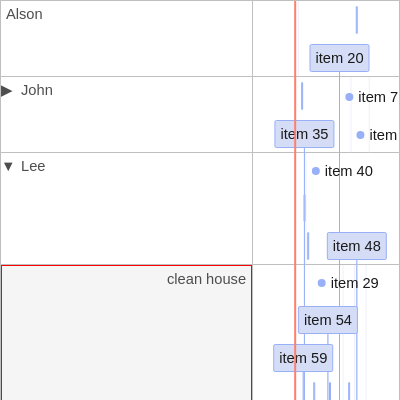 Alson
item 20
▶ John
item 7
item 35
item
▼ Lee
item 40
item 48
clean house
item 29
item 54
item 59